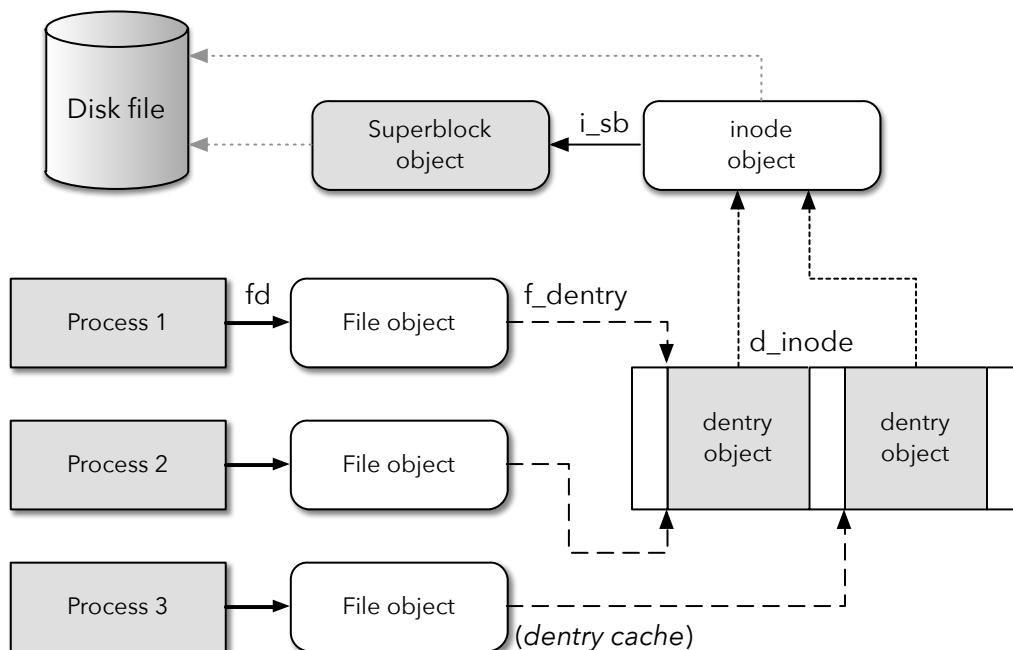 Disk file
Superblock
object
i_sb
inode
object
Process 1
fd
File object
f_dentry
d_inode
dentry
object
dentry
object
Process 2
File object
Process 3
File object
(dentry cache)